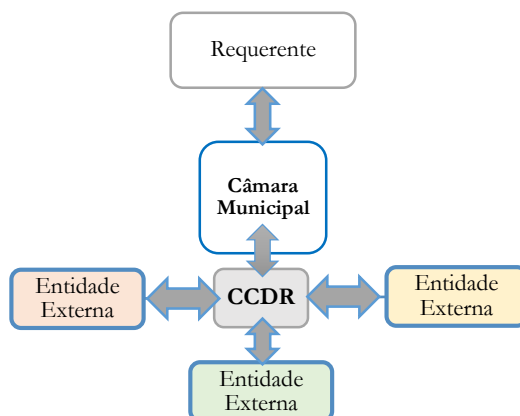 Requerente
Câmara
Municipal
Entidade
Externa
CCDR
Entidade
Externa
Entidade
Externa